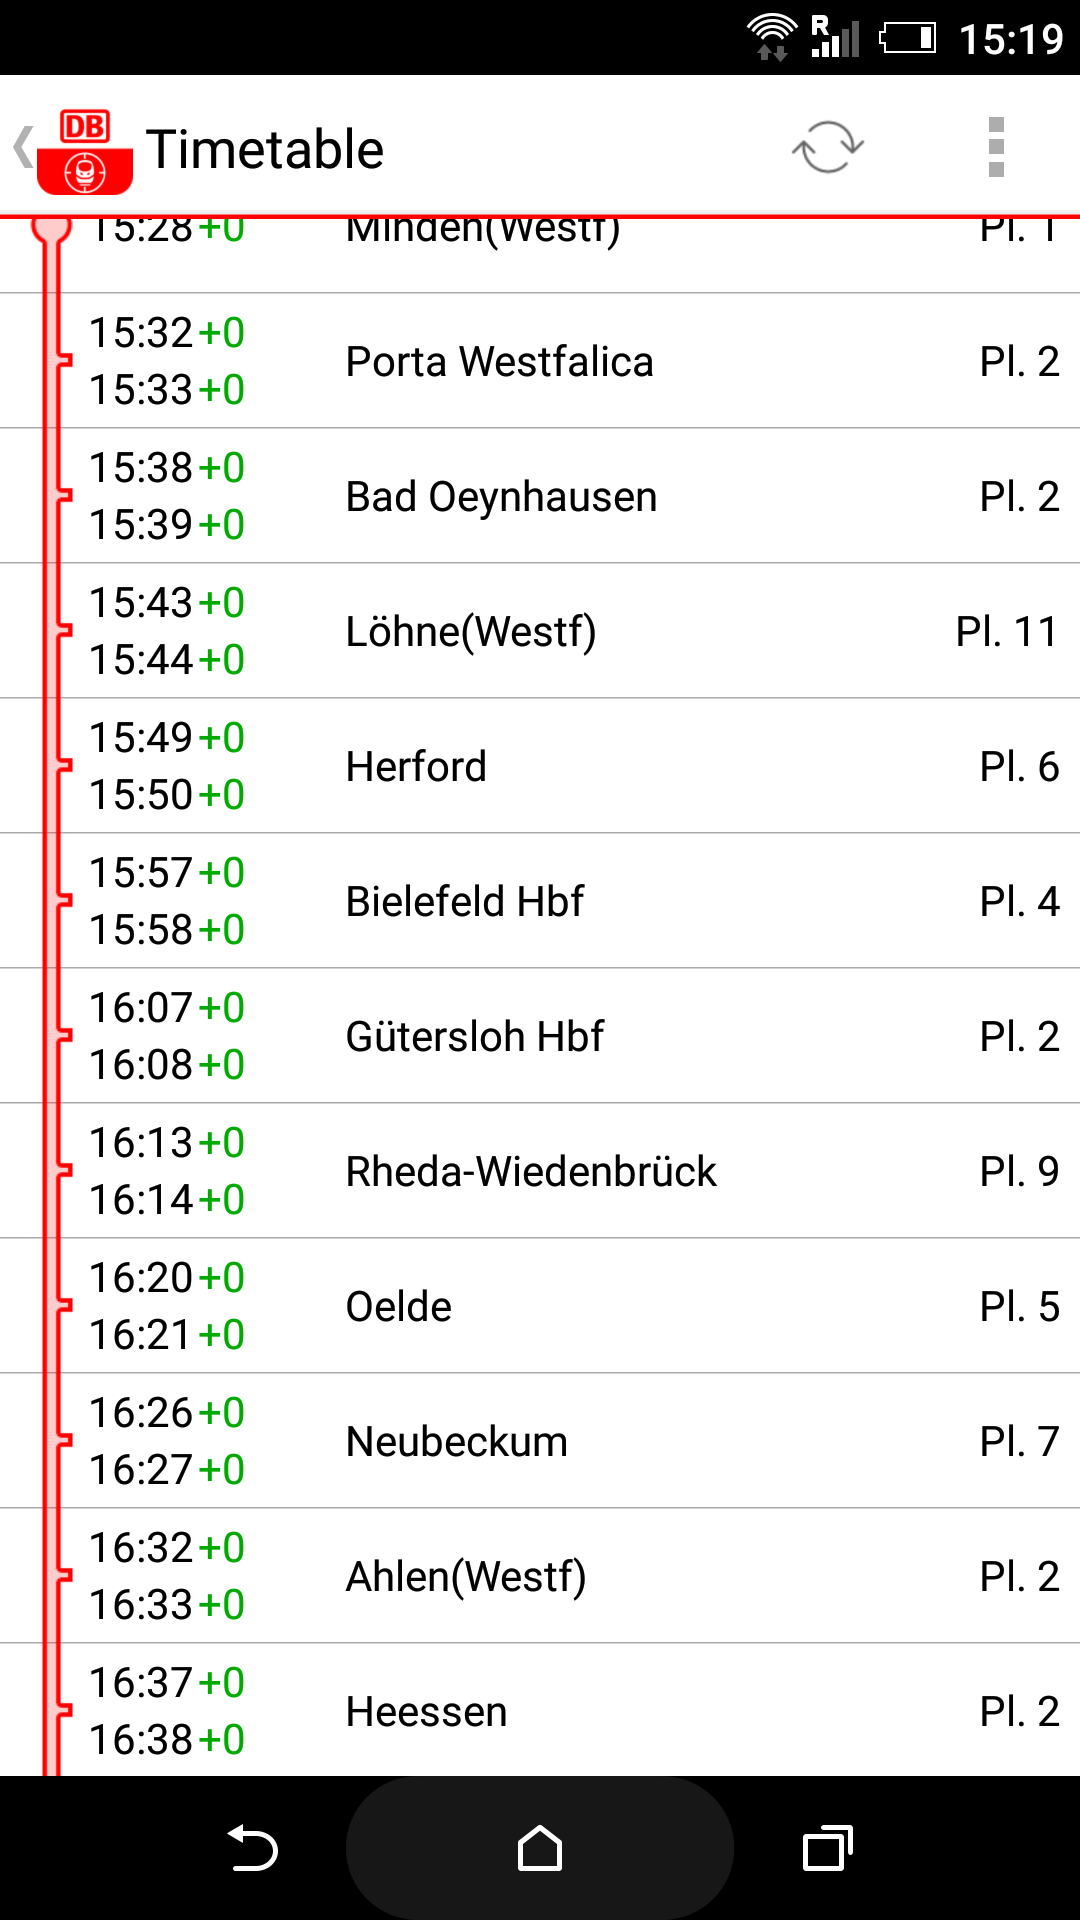 R 15:19
DB Timetable
15:28+0 Minden(Westf) Pl. 1
15:32+0
Porta Westfalica Pl. 2
15:33+0
15:38+0
Bad Oeynhausen Pl. 2
15:39+0
15:43+0
Löhne(Westf) Pl. 11
15:44+0
15:49+0
Herford Pl. 6
15:50+0
15:57+0
Bielefeld Hbf Pl. 4
15:58+0
16:07+0
Gütersloh Hbf Pl. 2
16:08+0
16:13+0
Rheda-Wiedenbrück Pl. 9
16:14+0
16:20+0
Oelde Pl. 5
16:21+0
16:26+0
Neubeckum Pl. 7
16:27+0
16:32+0
Ahlen(Westf) Pl. 2
16:33+0
16:37+0
Heessen Pl. 2
16:38+0